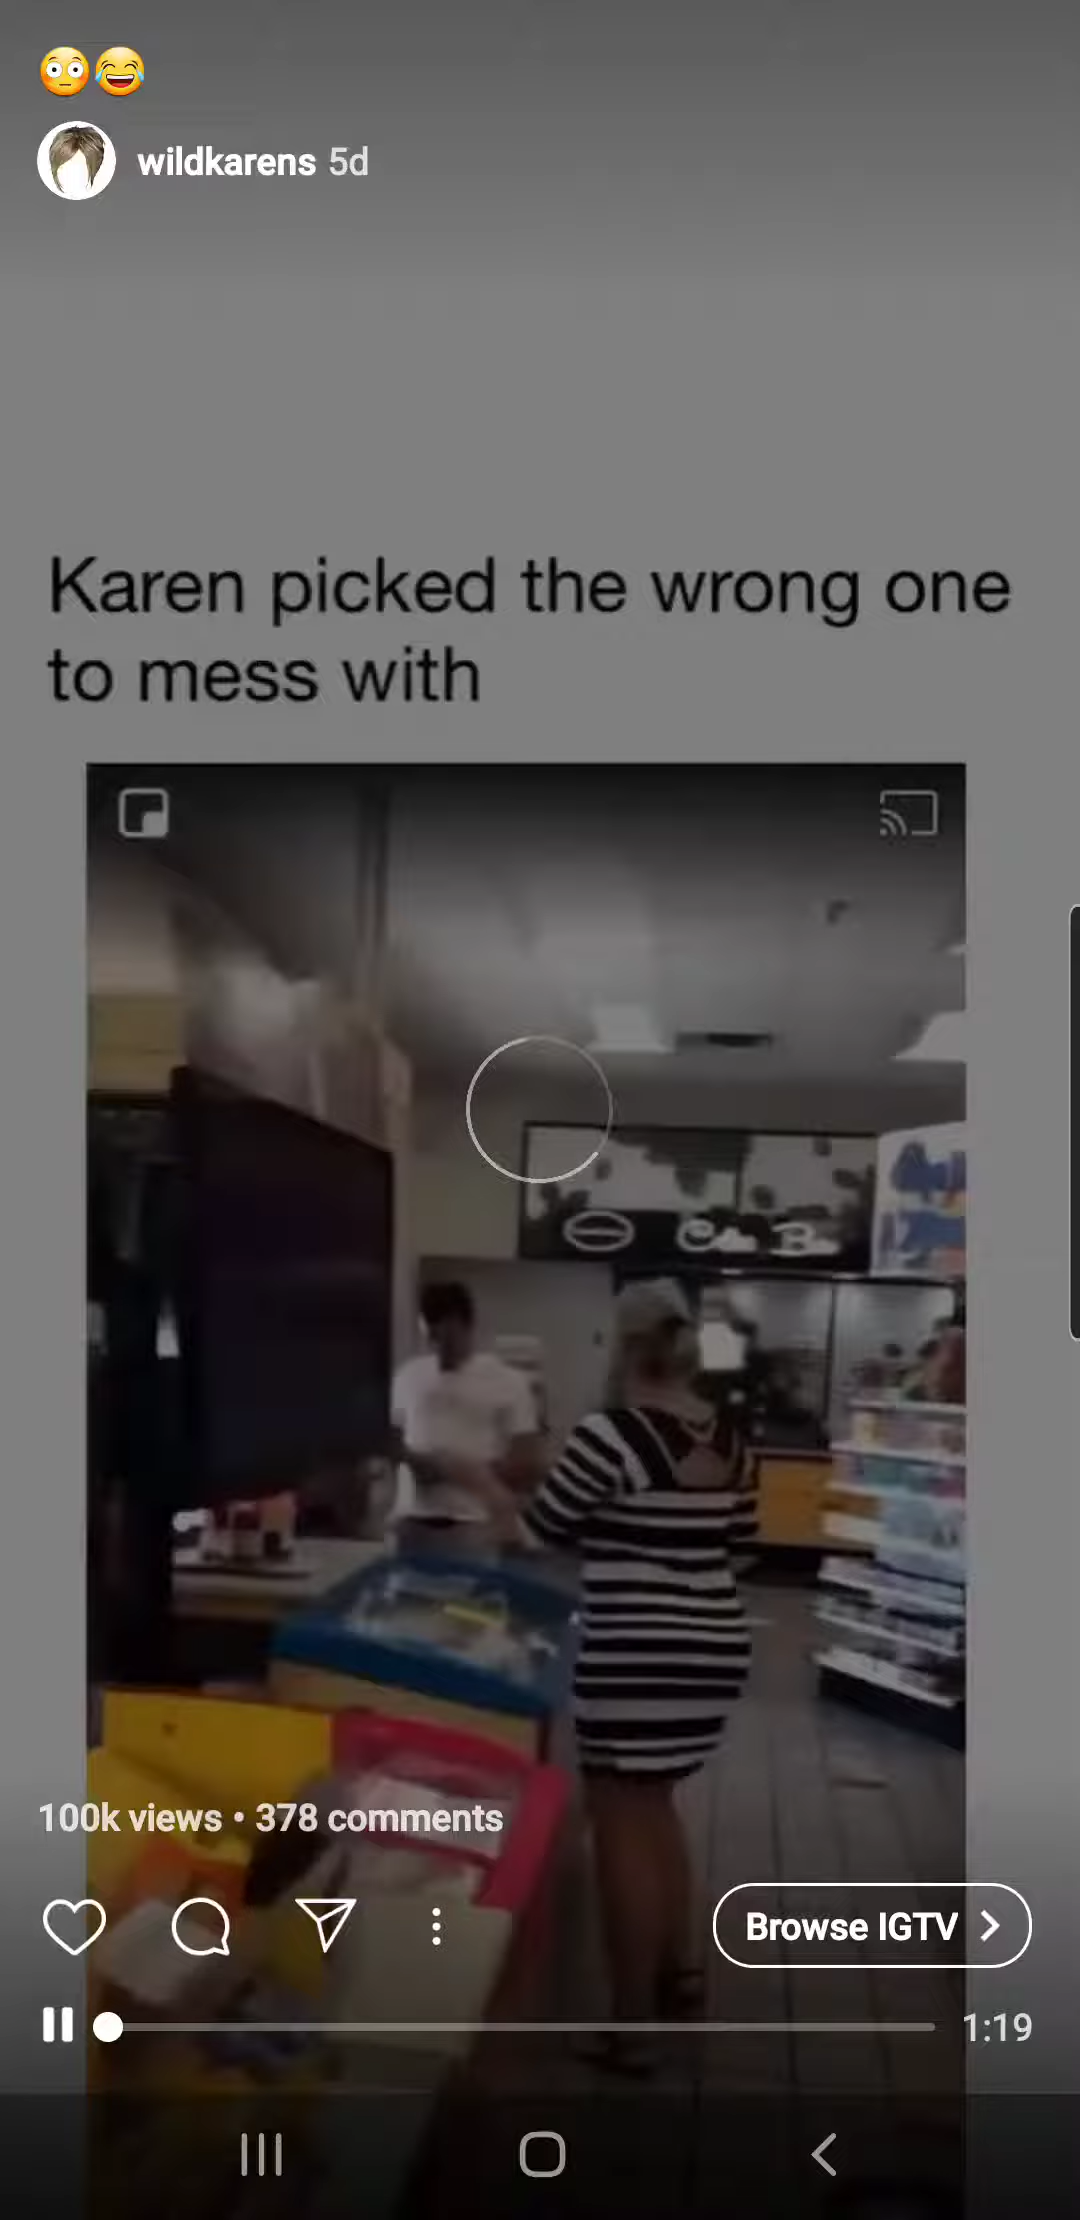 😳😂
wildkarens 5d
Karen picked the wrong one
to mess with
100k views • 378 comments
Browse IGTV
1:19